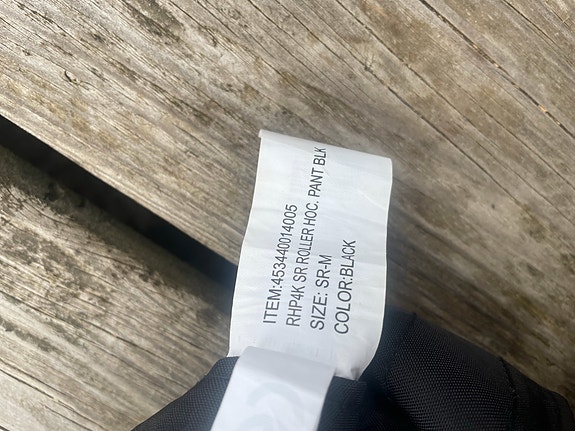 ITEM:453440014005
RHP4K SR ROLLER HOC. PANT BLK
SIZE: SR-M
COLOR:BLACK